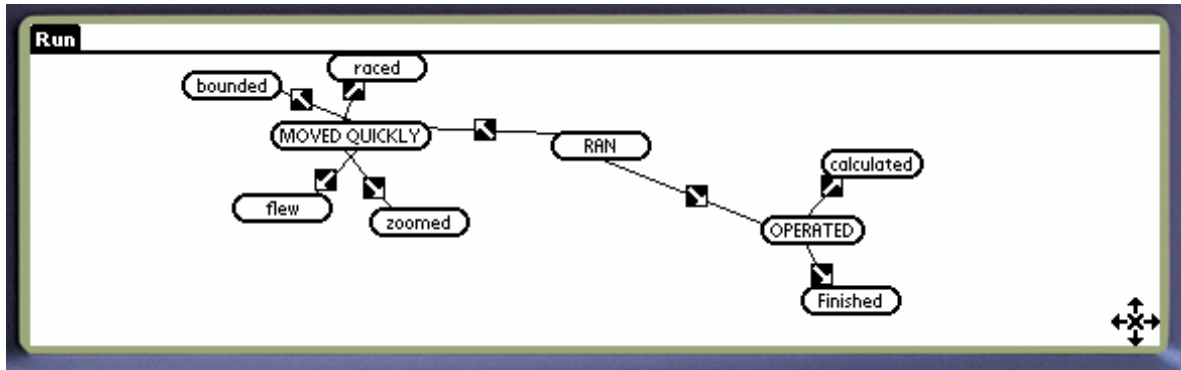 Run
raced
bounded
MOVED QUICKLY
RAN
calculated
flew
zoomed
OPERATED
Finished